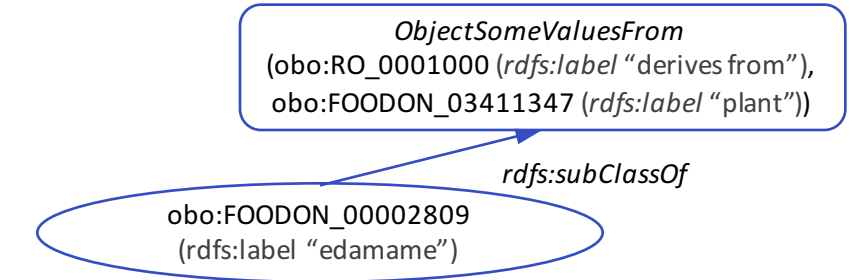 ObjectSomeValuesFrom
(obo:RO_0001000 (rdfs:label “derives from”),
obo:FOODON_03411347 (rdfs:label “plant”))
rdfs:subClassOf
obo:FOODON_00002809
(rdfs:label “edamame”)